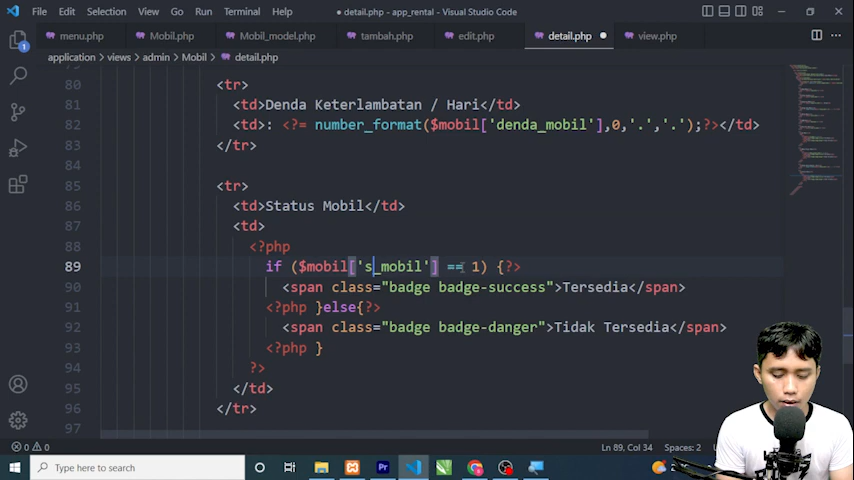 File Edit Selection View Go Run Terminal Help ● detail.php - app_rental - Visual Studio Code
menu.php Mobil.php Mobil_model.php tambah.php edit.php detail.php ● view.php
application > views > admin > Mobil > detail.php
80 <tr>
81 <td>Denda Keterlambatan / Hari</td>
82 <td>: <?= number_format($mobil['denda_mobil'],0,'.','.');?></td>
83 </tr>
84
85 <tr>
86 <td>Status Mobil</td>
87 <td>
88 <?php
89 if ($mobil['s_mobil'] == 1) {?>
90 <span class="badge badge-success">Tersedia</span>
91 <?php }else{?>
92 <span class="badge badge-danger">Tidak Tersedia</span>
93 <?php }
94 ?>
95 </td>
96 </tr>
97
1
0 0 Ln 89, Col 34 Spaces: 2
Type here to search
Pr